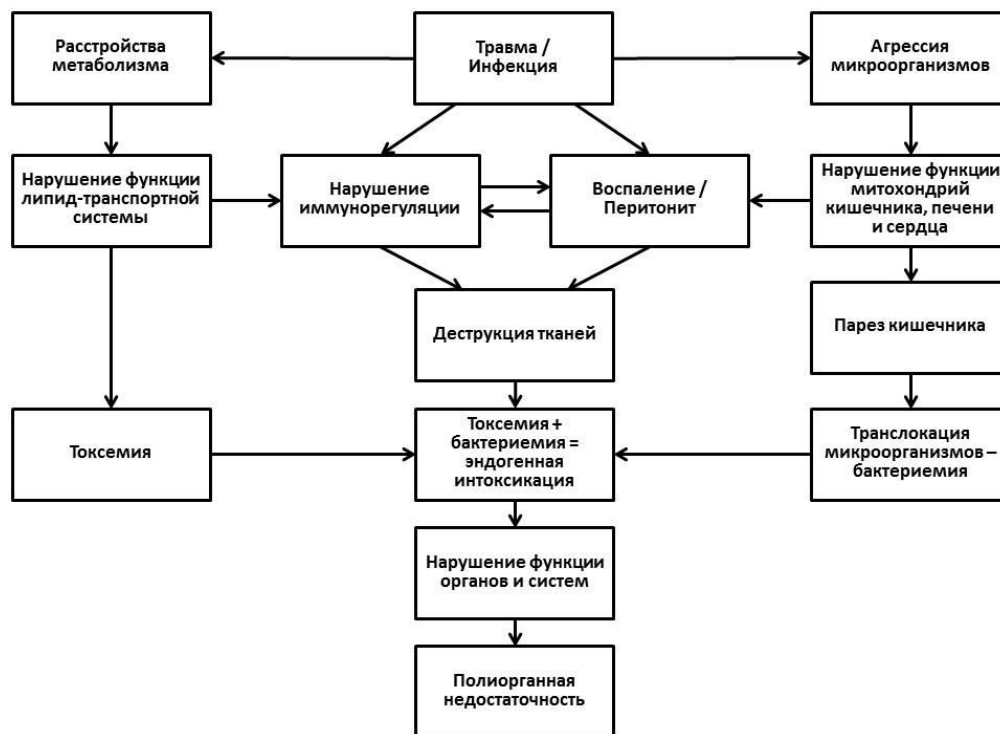 Расстройства
метаболизма
Травма /
Инфекция
Агрессия
микроорганизмов
Нарушение функции
липид-транспортной
системы
Нарушение
иммунорегуляции
Воспаление /
Перитонит
Нарушение функции
митохондрий
кишечника, печени
и сердца
Деструкция тканей
Парез кишечника
Токсемия
Токсемия +
бактериемия =
эндогенная
интоксикация
Транслокация
микроорганизмов –
бактериемия
Нарушение функции
органов и систем
Полиорганная
недостаточность